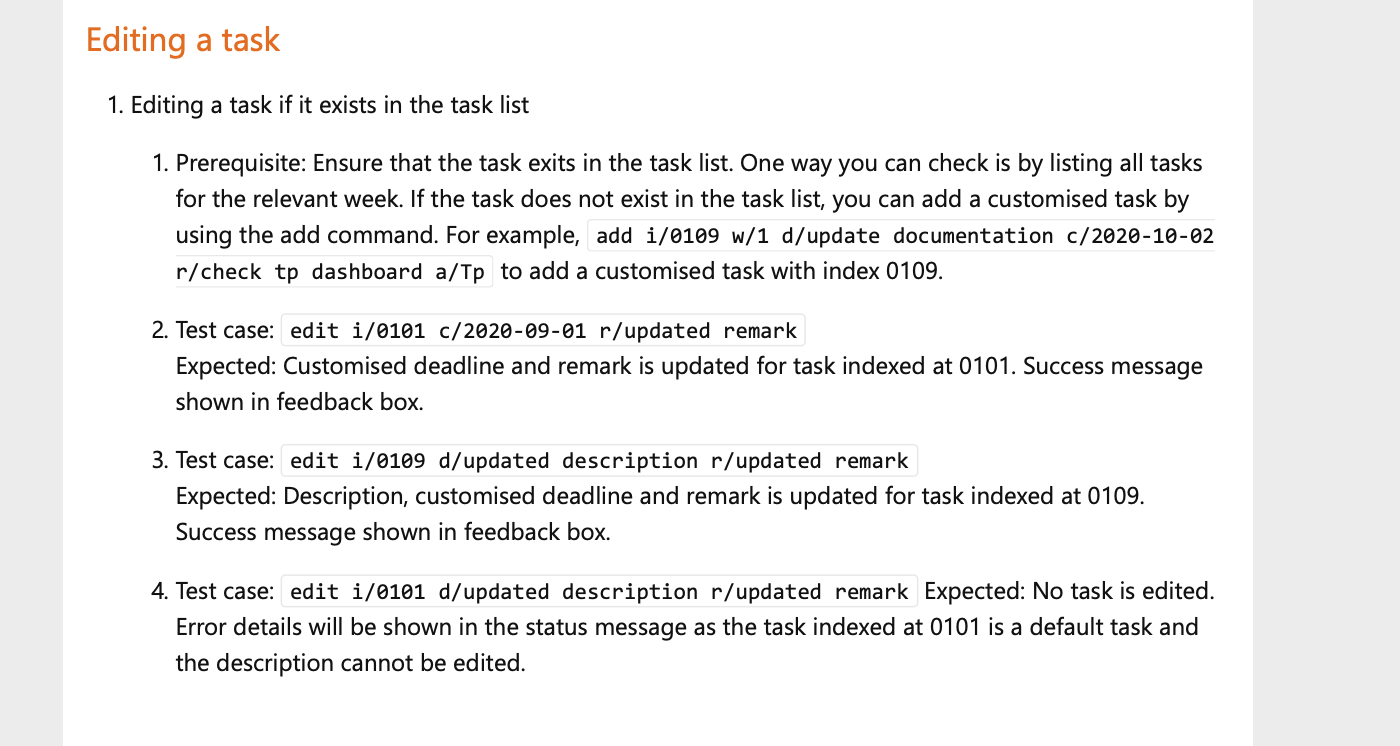 Editing a task
1. Editing a task if it exists in the task list
1. Prerequisite: Ensure that the task exits in the task list. One way you can check is by listing all tasks
for the relevant week. If the task does not exist in the task list, you can add a customised task by
using the add command. For example, add i/0109 w/1 d/update documentation c/2020-10-02
r/check tp dashboard a/Tp to add a customised task with index 0109.
2. Test case: edit i/0101 c/2020-09-01 r/updated remark
Expected: Customised deadline and remark is updated for task indexed at 0101. Success message
shown in feedback box.
3. Test case: edit i/0109 d/updated description r/updated remark
Expected: Description, customised deadline and remark is updated for task indexed at 0109.
Success message shown in feedback box.
4. Test case: edit i/0101 d/updated description r/updated remark Expected: No task is edited.
Error details will be shown in the status message as the task indexed at 0101 is a default task and
the description cannot be edited.